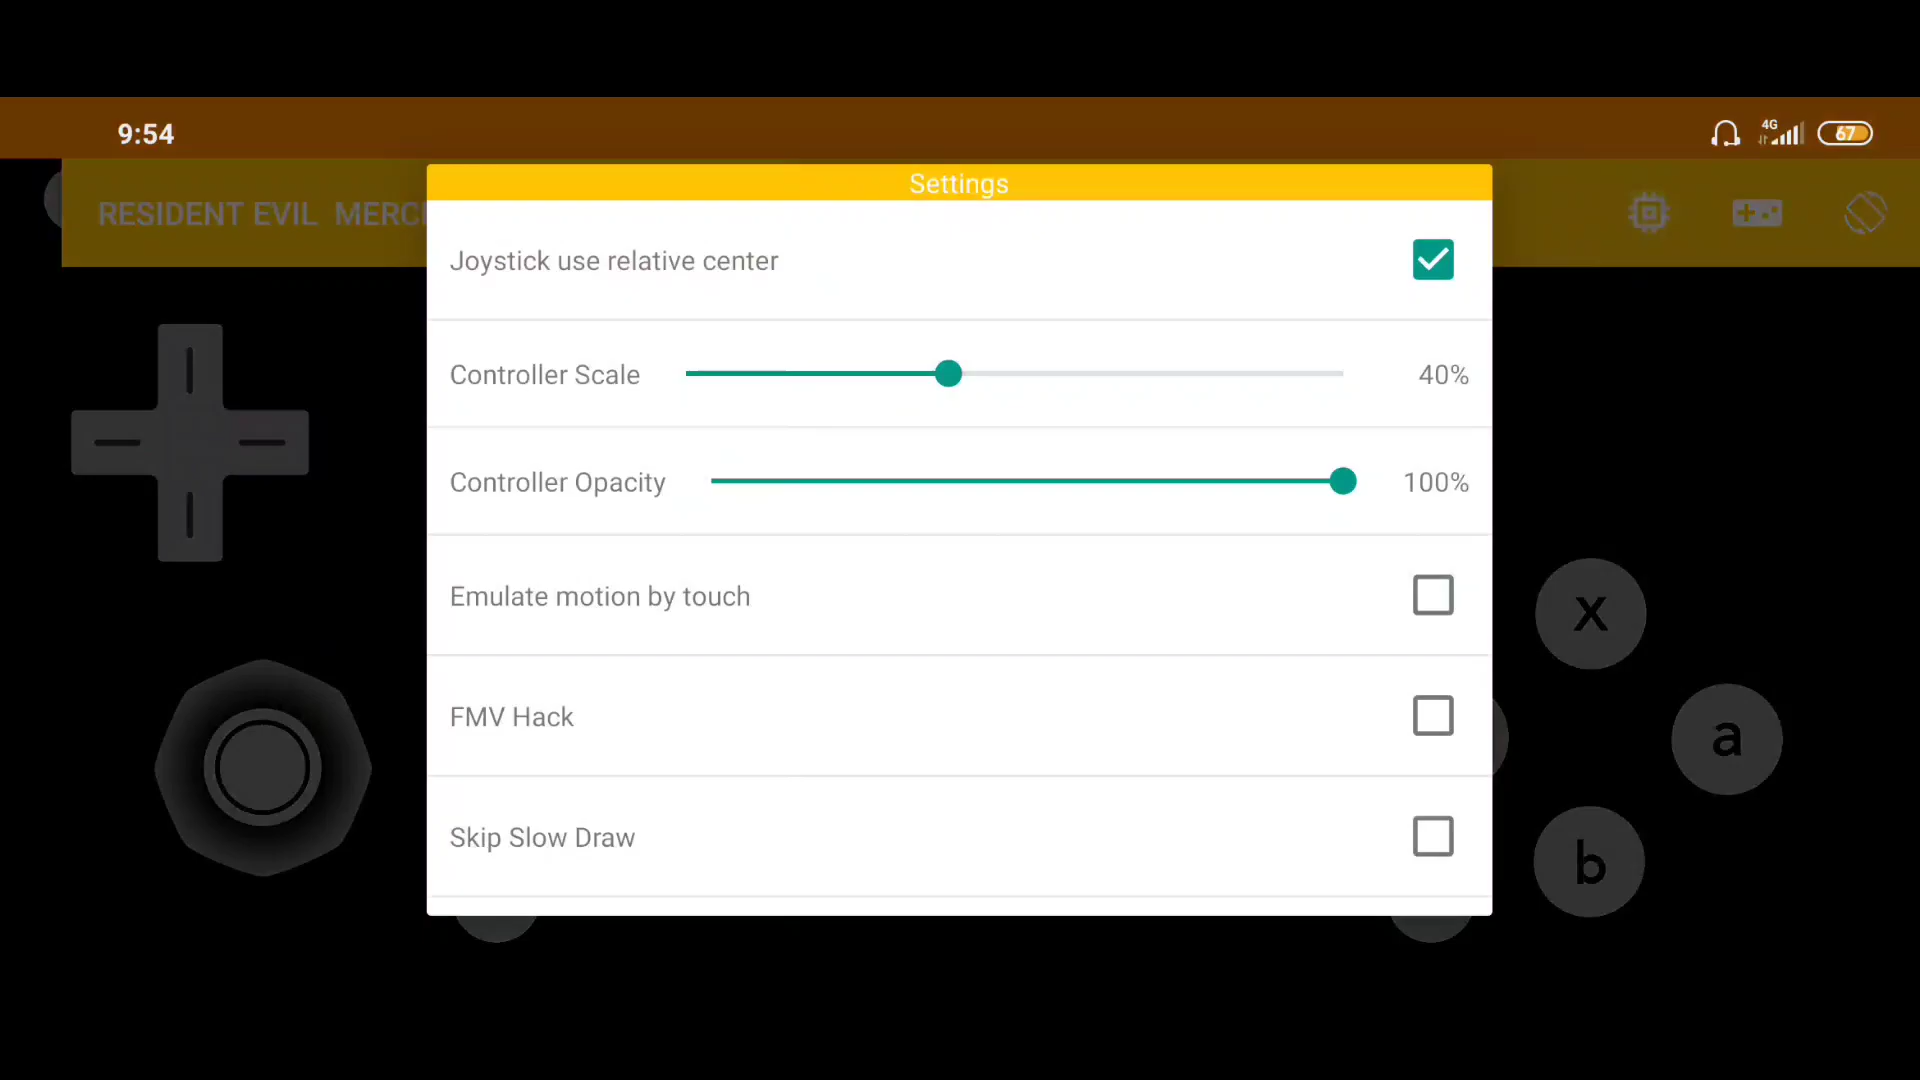 9:54
4G
67
RESIDENT EVIL MERC
Settings
Joystick use relative center
Controller Scale
40%
Controller Opacity
100%
Emulate motion by touch
FMV Hack
Skip Slow Draw
X
a
b